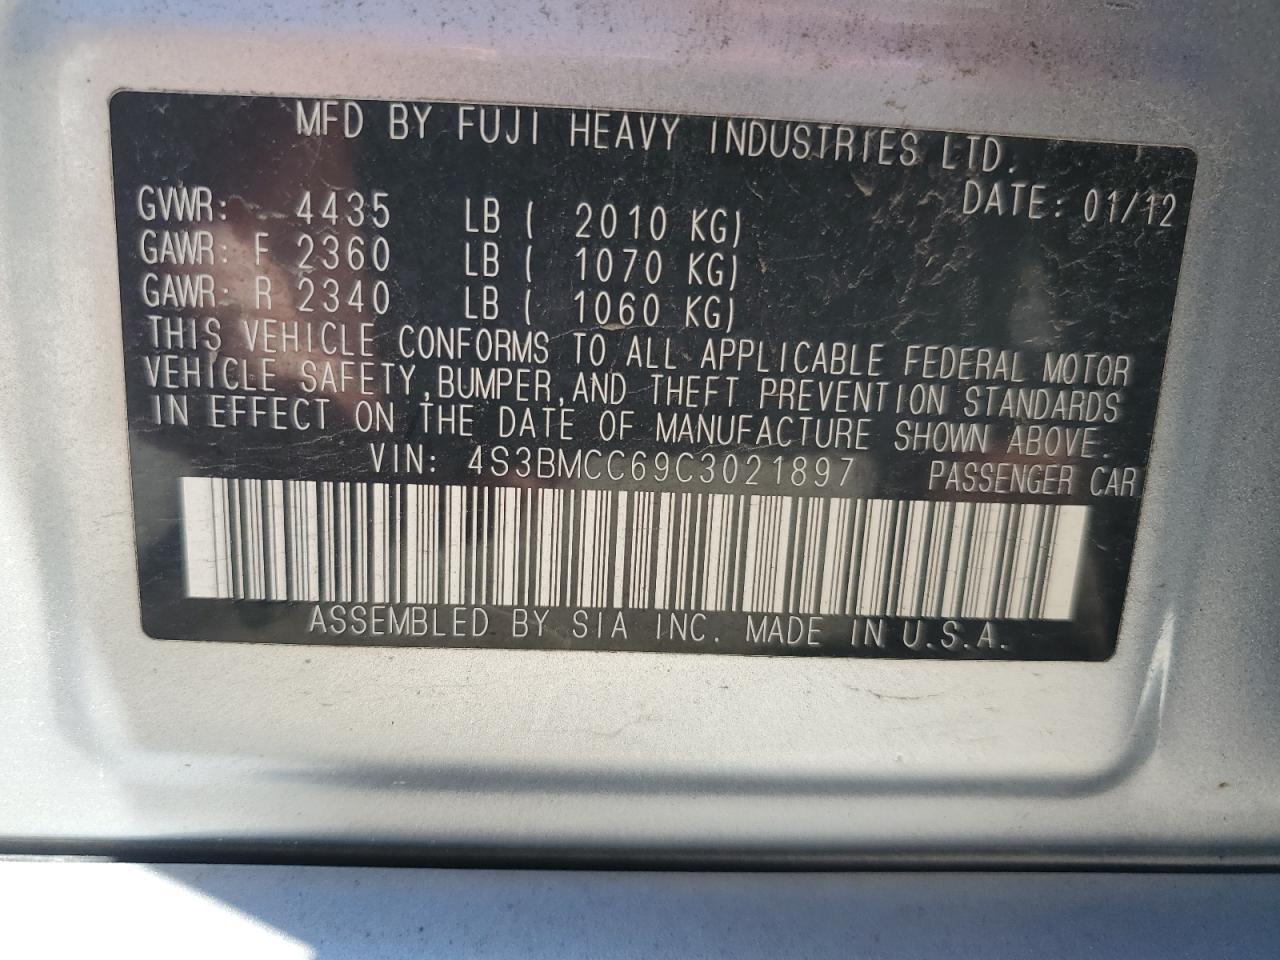 MFD BY FUJI HEAVY INDUSTRIES LTD.
DATE: 01/12
GVWR: 4435 LB ( 2010 KG)
GAWR: F 2360 LB ( 1070 KG)
GAWR: R 2340 LB ( 1060 KG)
THIS VEHICLE CONFORMS TO ALL APPLICABLE FEDERAL MOTOR
VEHICLE SAFETY,BUMPER,AND THEFT PREVENTION STANDARDS
IN EFFECT ON THE DATE OF MANUFACTURE SHOWN ABOVE.
VIN: 4S3BMCC69C3021897 PASSENGER CAR
ASSEMBLED BY SIA INC. MADE IN U.S.A.